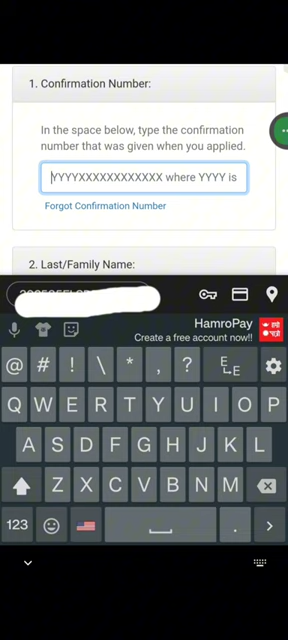 1. Confirmation Number:
In the space below, type the confirmation
number that was given when you applied.
YYYYXXXXXXXXXXXX where YYYY is
Forgot Confirmation Number
2. Last/Family Name:
HamroPay
Create a free account now!!
@ # ! \ * , ?
Q W E R T Y U I O P
A S D F G H J K L
Z X C V B N M
123 .